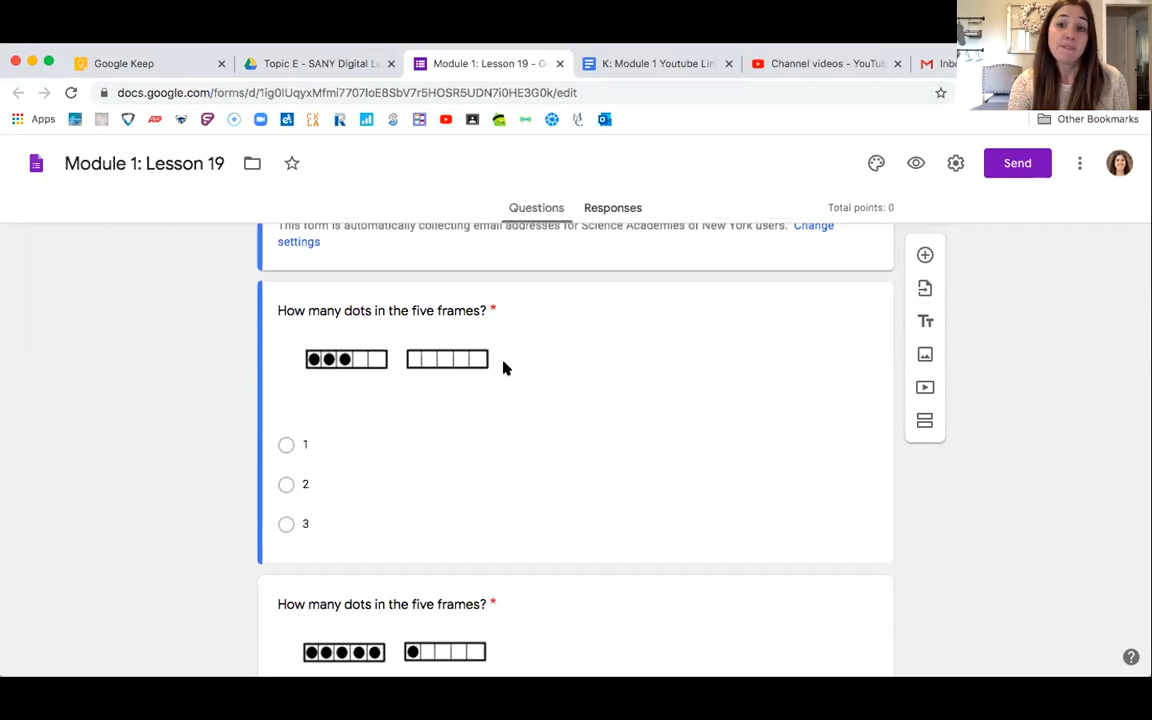 Google Keep
Topic E - SANY Digital Le
Module 1: Lesson 19 - G
K: Module 1 Youtube Lin
Channel videos - YouTu
Inb
docs.google.com/forms/d/1ig0IUqyxMfmi7707IoE8SbV7r5HOSR5UDN7i0HE3G0k/edit
Apps
Other Bookmarks
Module 1: Lesson 19
Send
Questions
Responses
Total points: 0
This form is automatically collecting email addresses for Science Academies of New York users. Change
settings
How many dots in the five frames? *
1
2
3
How many dots in the five frames? *